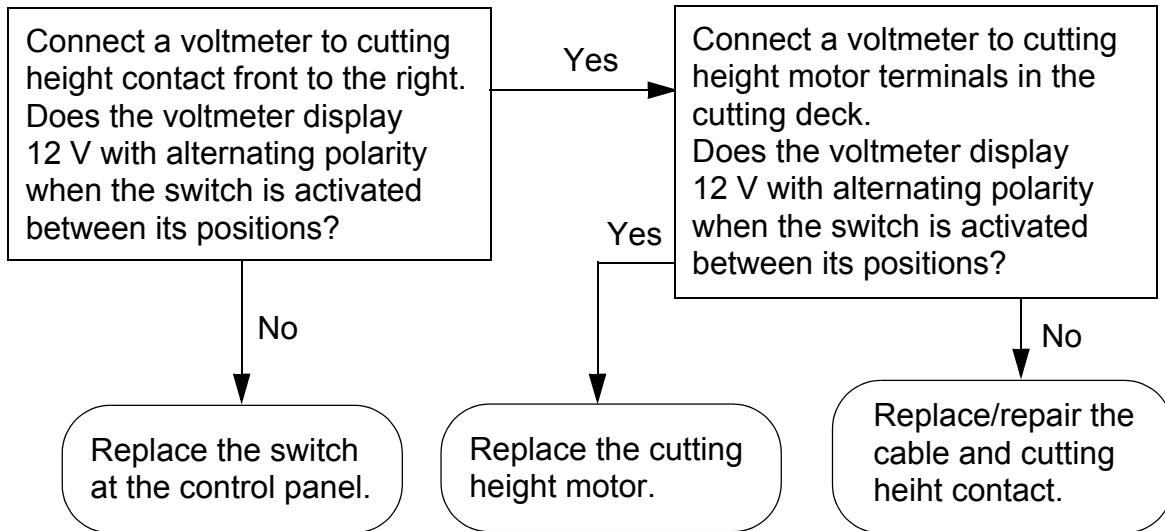 Connect a voltmeter to cutting
height contact front to the right.
Does the voltmeter display
12 V with alternating polarity
when the switch is activated
between its positions?
Yes
Connect a voltmeter to cutting
height motor terminals in the
cutting deck.
Does the voltmeter display
12 V with alternating polarity
when the switch is activated
between its positions?
No
Yes
No
Replace the switch
at the control panel.
Replace the cutting
height motor.
Replace/repair the
cable and cutting
heiht contact.